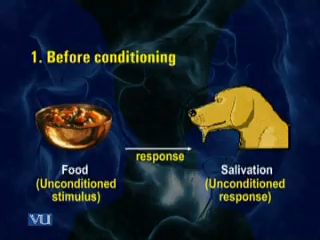 1. Before conditioning
response
Food
(Unconditioned
stimulus)
Salivation
(Unconditioned
response)
VU